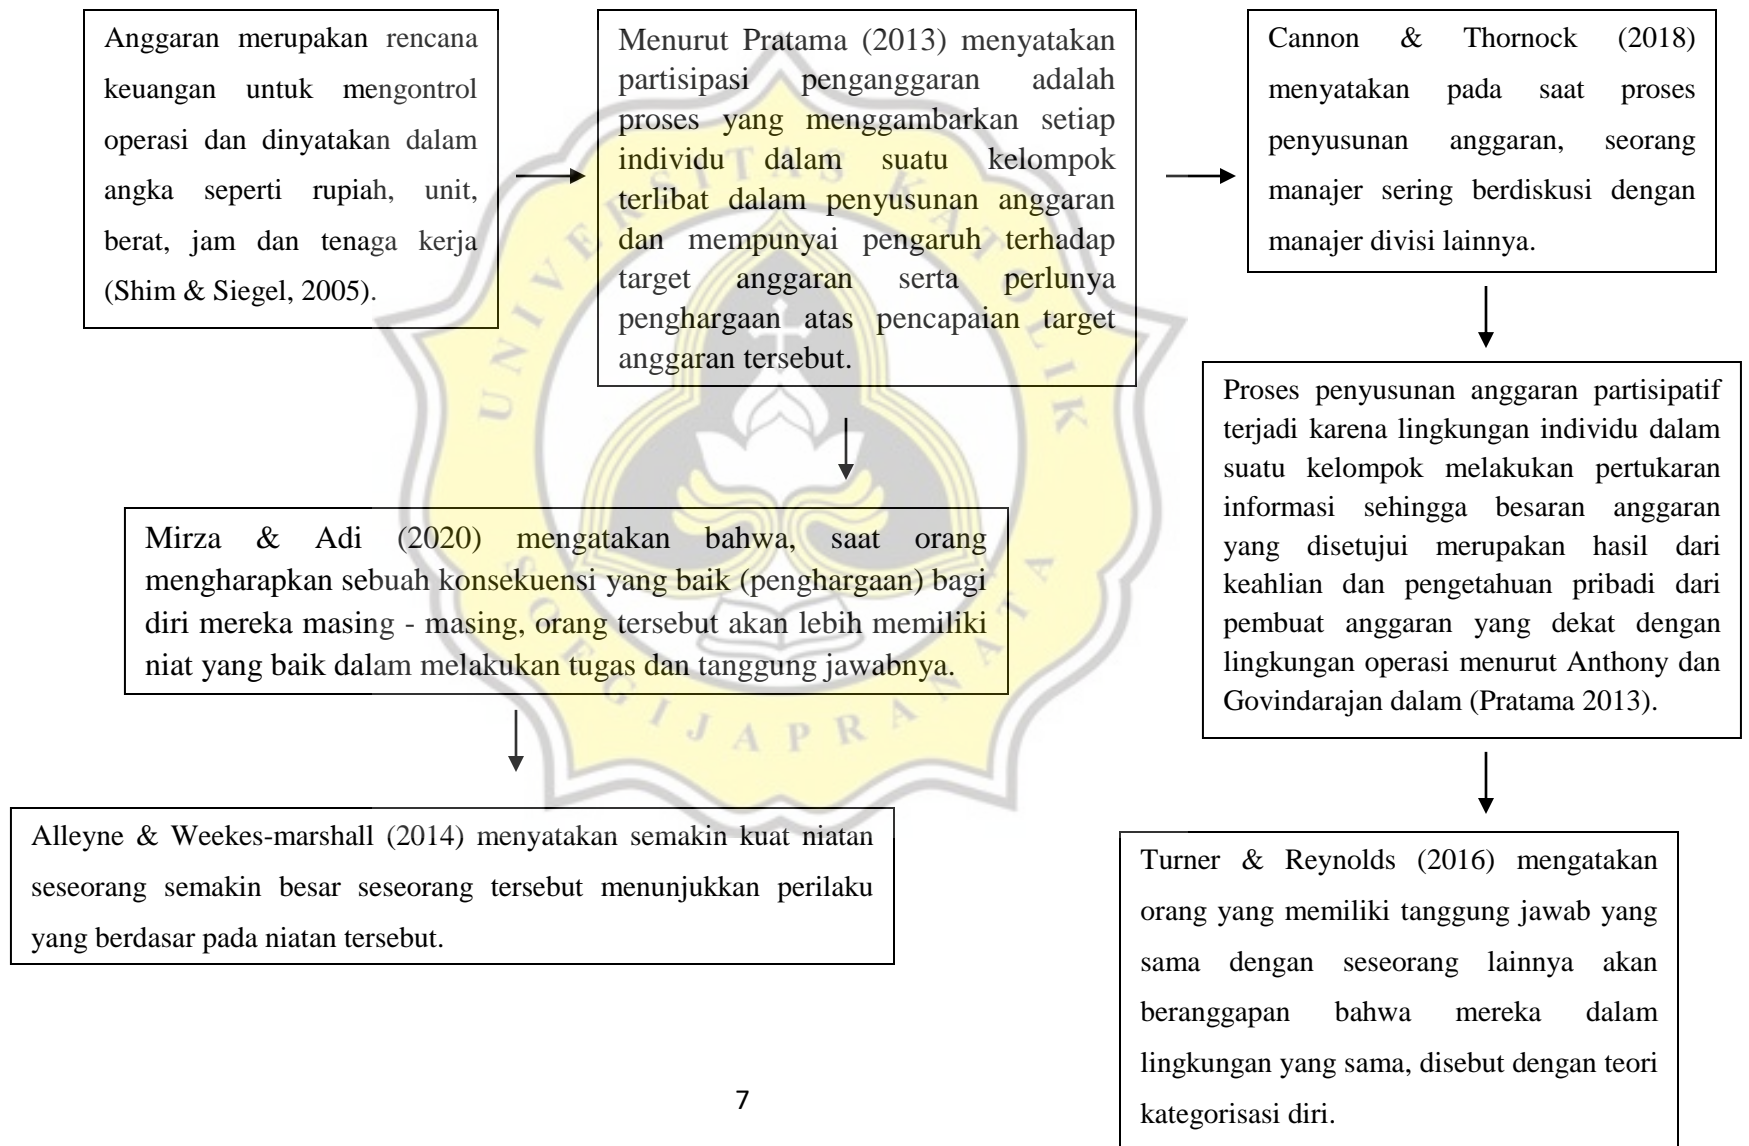 Anggaran merupakan rencana
keuangan untuk mengontrol
operasi dan dinyatakan dalam
angka seperti rupiah, unit,
berat, jam dan tenaga kerja
(Shim & Siegel, 2005).
Menurut Pratama (2013) menyatakan
partisipasi penganggaran adalah
proses yang menggambarkan setiap
individu dalam suatu kelompok
terlibat dalam penyusunan anggaran
dan mempunyai pengaruh terhadap
target anggaran serta perlunya
penghargaan atas pencapaian target
anggaran tersebut.
Cannon & Thornock (2018)
menyatakan pada saat proses
penyusunan anggaran, seorang
manajer sering berdiskusi dengan
manajer divisi lainnya.
Proses penyusunan anggaran partisipatif
terjadi karena lingkungan individu dalam
suatu kelompok melakukan pertukaran
informasi sehingga besaran anggaran
yang disetujui merupakan hasil dari
keahlian dan pengetahuan pribadi dari
pembuat anggaran yang dekat dengan
lingkungan operasi menurut Anthony dan
Govindarajan dalam (Pratama 2013).
Mirza & Adi (2020) mengatakan bahwa, saat orang
mengharapkan sebuah konsekuensi yang baik (penghargaan) bagi
diri mereka masing - masing, orang tersebut akan lebih memiliki
niat yang baik dalam melakukan tugas dan tanggung jawabnya.
Alleyne & Weekes-marshall (2014) menyatakan semakin kuat niatan
seseorang semakin besar seseorang tersebut menunjukkan perilaku
yang berdasar pada niatan tersebut.
Turner & Reynolds (2016) mengatakan
orang yang memiliki tanggung jawab yang
sama dengan seseorang lainnya akan
beranggapan bahwa mereka dalam
lingkungan yang sama, disebut dengan teori
kategorisasi diri.
UNIVERSITAS KATOLIK
SOEGIJAPRANATA
7